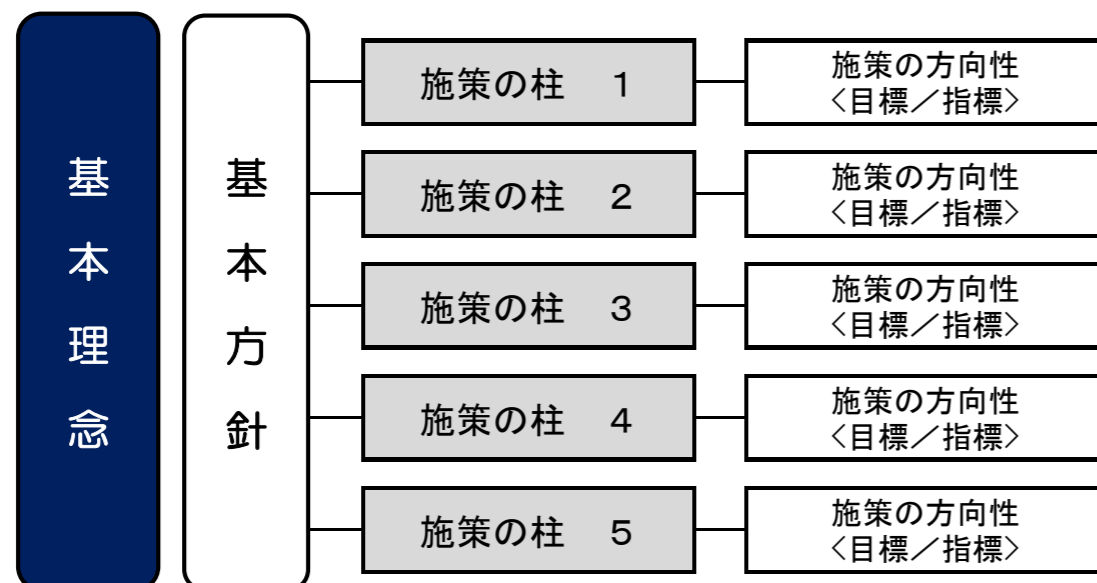 基本理念
基本方針
施策の柱　1
施策の方向性
〈目標／指標〉
施策の柱　2
施策の方向性
〈目標／指標〉
施策の柱　3
施策の方向性
〈目標／指標〉
施策の柱　4
施策の方向性
〈目標／指標〉
施策の柱　5
施策の方向性
〈目標／指標〉